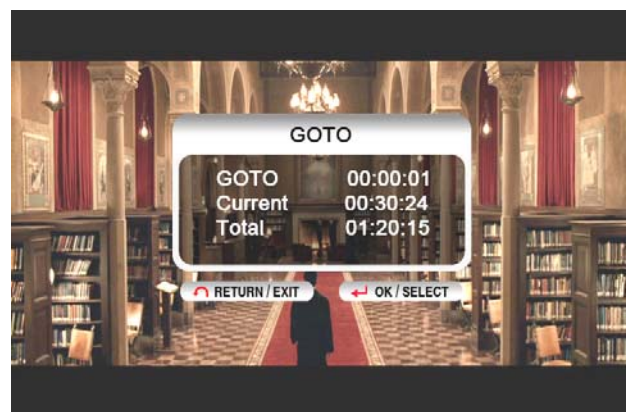 GOTO
GOTO 00:00:01
Current 00:30:24
Total 01:20:15
RETURN / EXIT OK / SELECT